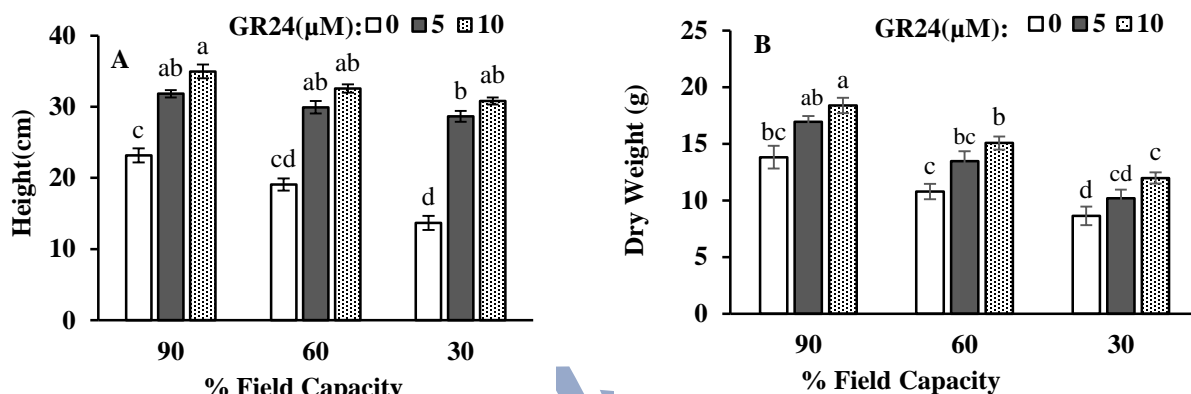 GR24(µM): 0 5 10
A
Height(cm)
40
30
20
10
0
c ab a
cd ab ab
d b ab
90 60 30
% Field Capacity
GR24(µM): 0 5 10
B
Dry Weight (g)
25
20
15
10
5
0
bc ab a
c bc b
d cd c
90 60 30
% Field Capacity